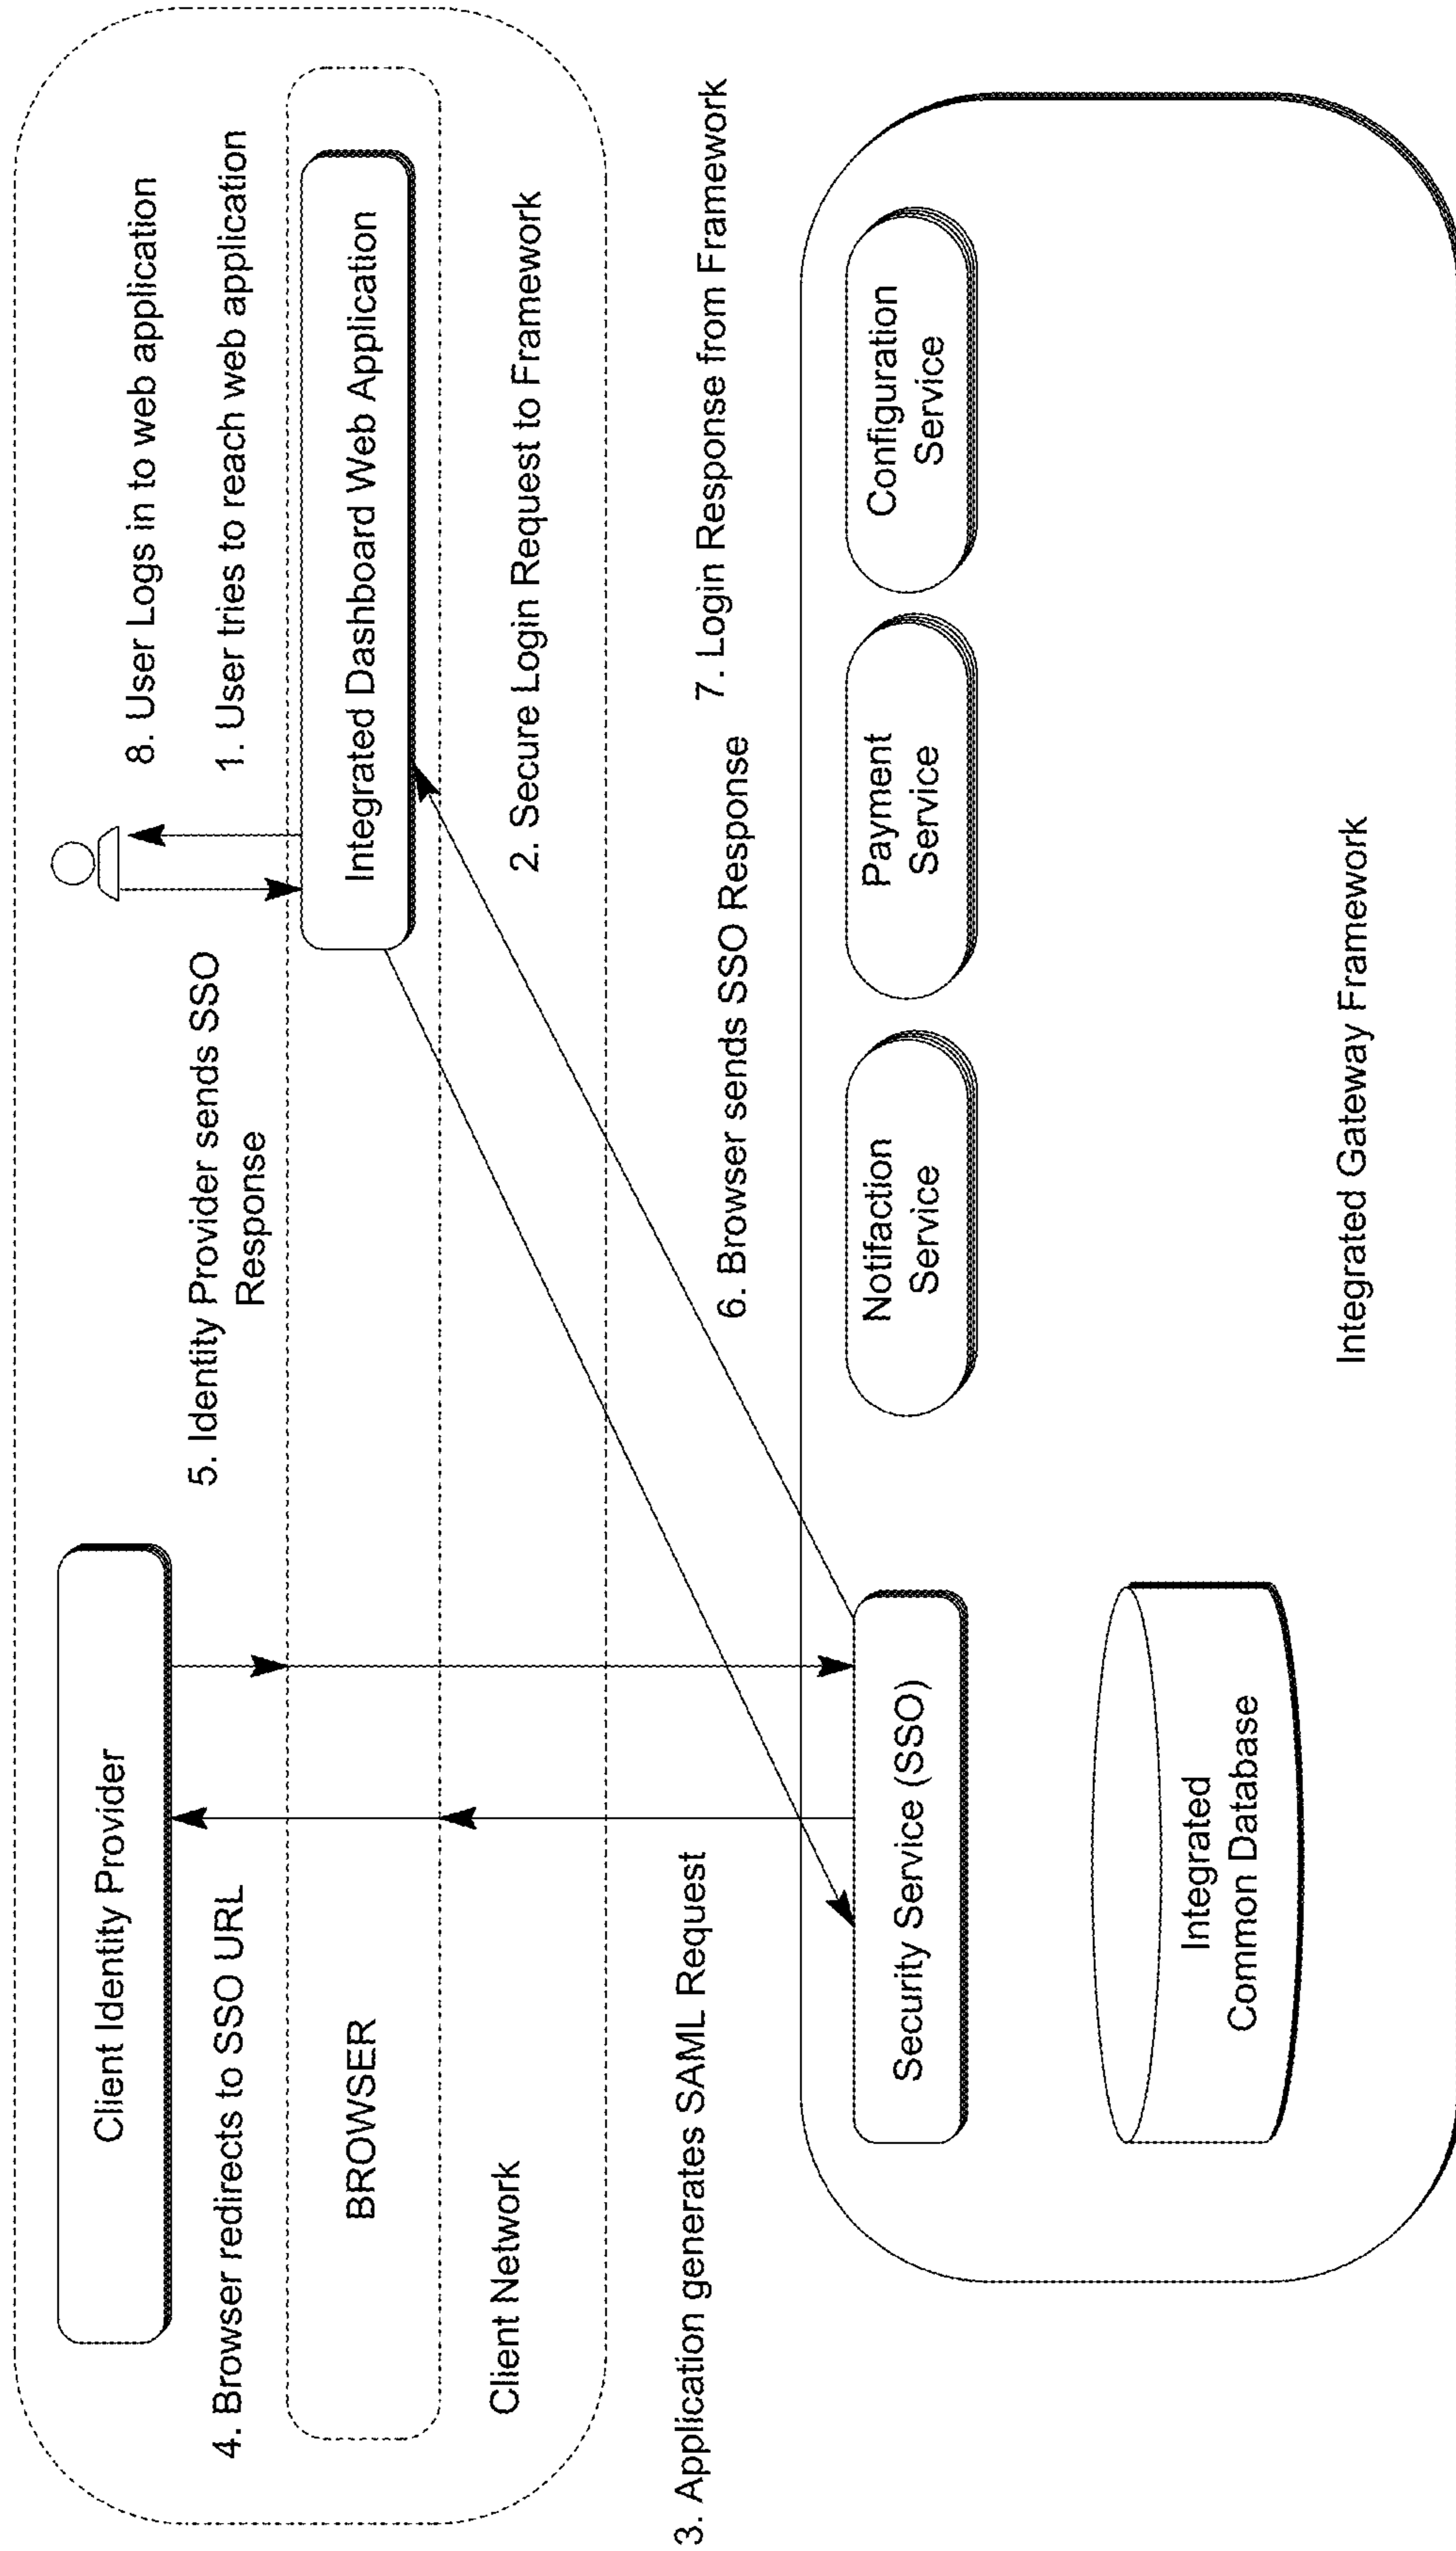 Client Identity Provider
4. Browser redirects to SSO URL
5. Identity Provider sends SSO
Response
8. User Logs in to web application
1. User tries to reach web application
BROWSER
Integrated Dashboard Web Application
Client Network
2. Secure Login Request to Framework
3. Application generates SAML Request
6. Browser sends SSO Response
7. Login Response from Framework
Security Service (SSO)
Notifaction
Service
Payment
Service
Configuration
Service
Integrated
Common Database
Integrated Gateway Framework